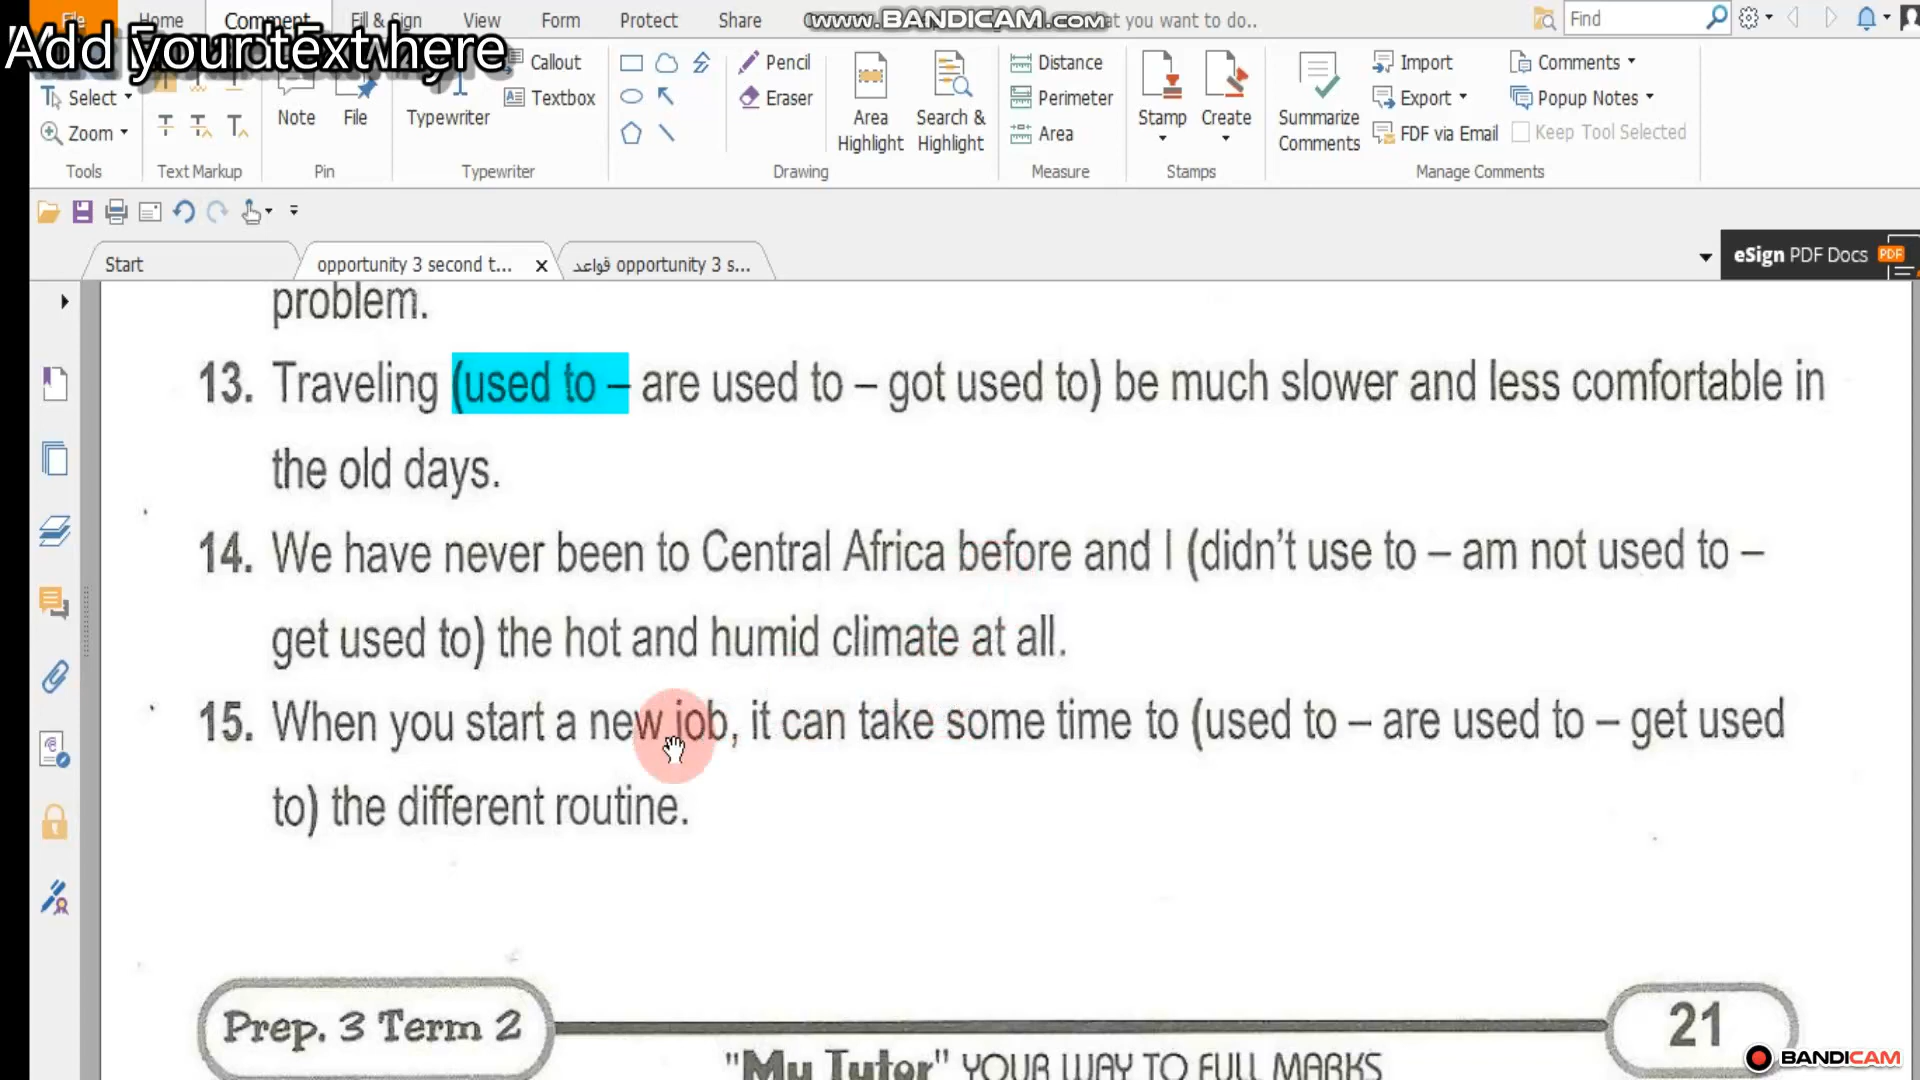 File Home Comment Fill & Sign View Form Protect Share www.BANDICAM.com hat you want to do.. Find
Add your text here
Callout Pencil Distance Import Comments
Select Textbox Eraser Perimeter Export Popup Notes
Zoom Note File Typewriter Area Highlight Search & Highlight Area Stamp Create Summarize Comments FDF via Email Keep Tool Selected
Tools Text Markup Pin Typewriter Drawing Measure Stamps Manage Comments
Start opportunity 3 second t... قواعد opportunity 3 s... eSign PDF Docs PDF
problem.
13. Traveling (used to – are used to – got used to) be much slower and less comfortable in
the old days.
14. We have never been to Central Africa before and I (didn't use to – am not used to –
get used to) the hot and humid climate at all.
15. When you start a new job, it can take some time to (used to – are used to – get used
to) the different routine.
Prep. 3 Term 2 21
"My Tutor" YOUR WAY TO FULL MARKS
BANDICAM